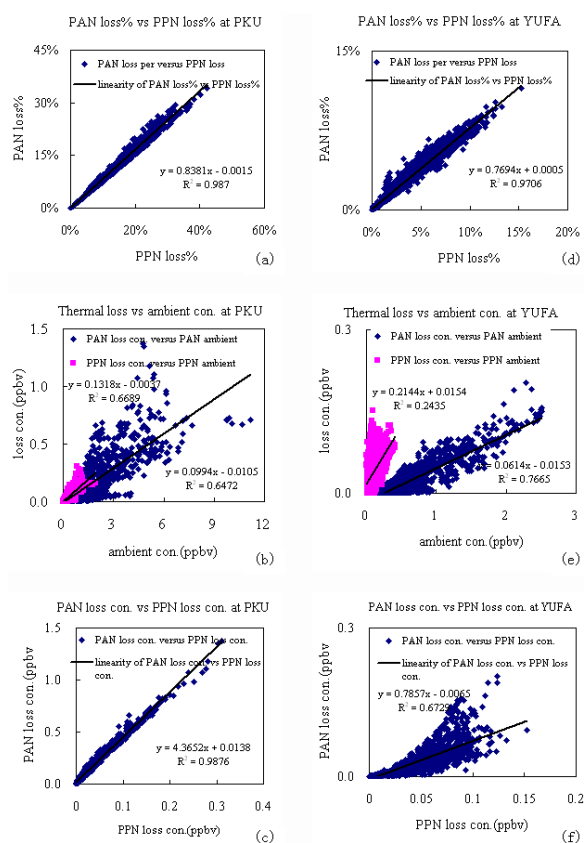 PAN loss% vs PPN loss% at PKU
45%
30%
15%
0%
PAN loss%
PAN loss per versus PPN loss
linearity of PAN loss% vs PPN loss%
y = 0.8381x - 0.0015
R² = 0.987
0% 20% 40% 60%
PPN loss%
(a)
PAN loss% vs PPN loss% at YUFA
15%
0%
PAN loss%
PAN loss per versus PPN loss
linearity of PAN loss% vs PPN loss%
y = 0.7694x + 0.0005
R² = 0.9706
0% 5% 10% 15% 20%
PPN loss%
(d)
Thermal loss vs ambient con. at PKU
1.5
1.0
0.5
0.0
loss con.(ppbv)
PAN loss con. versus PAN ambient
PPN loss con. versus PPN ambient
y = 0.1318x - 0.0037
R² = 0.6689
y = 0.0994x - 0.0105
R² = 0.6472
0 3 6 9 12
ambient con.(ppbv)
(b)
Thermal loss vs ambient con. at YUFA
0.3
0.0
loss con.(ppbv)
PAN loss con. versus PAN ambient
PPN loss con. versus PPN ambient
y = 0.2144x + 0.0154
R² = 0.2435
= 0.0614x - 0.0153
R² = 0.7665
0 1 2 3
ambient con.(ppbv)
(e)
PAN loss con. vs PPN loss con. at PKU
1.5
1.0
0.5
0.0
PAN loss con.(ppbv
PAN loss con. versus PPN loss con.
linearity of PAN loss con. vs PPN loss
con.
y = 4.3652x + 0.0138
R² = 0.9876
0 0.1 0.2 0.3 0.4
PPN loss con.(ppbv)
(c)
PAN loss con. vs PPN loss con. at YUFA
0.3
0.0
PAN loss con.(ppbv
PAN loss con. versus PPN loss con.
linearity of PAN loss con. vs PPN loss
con.
y = 0.7857x - 0.0065
R² = 0.6729
0 0.05 0.1 0.15 0.2
PPN loss con.(ppbv)
(f)